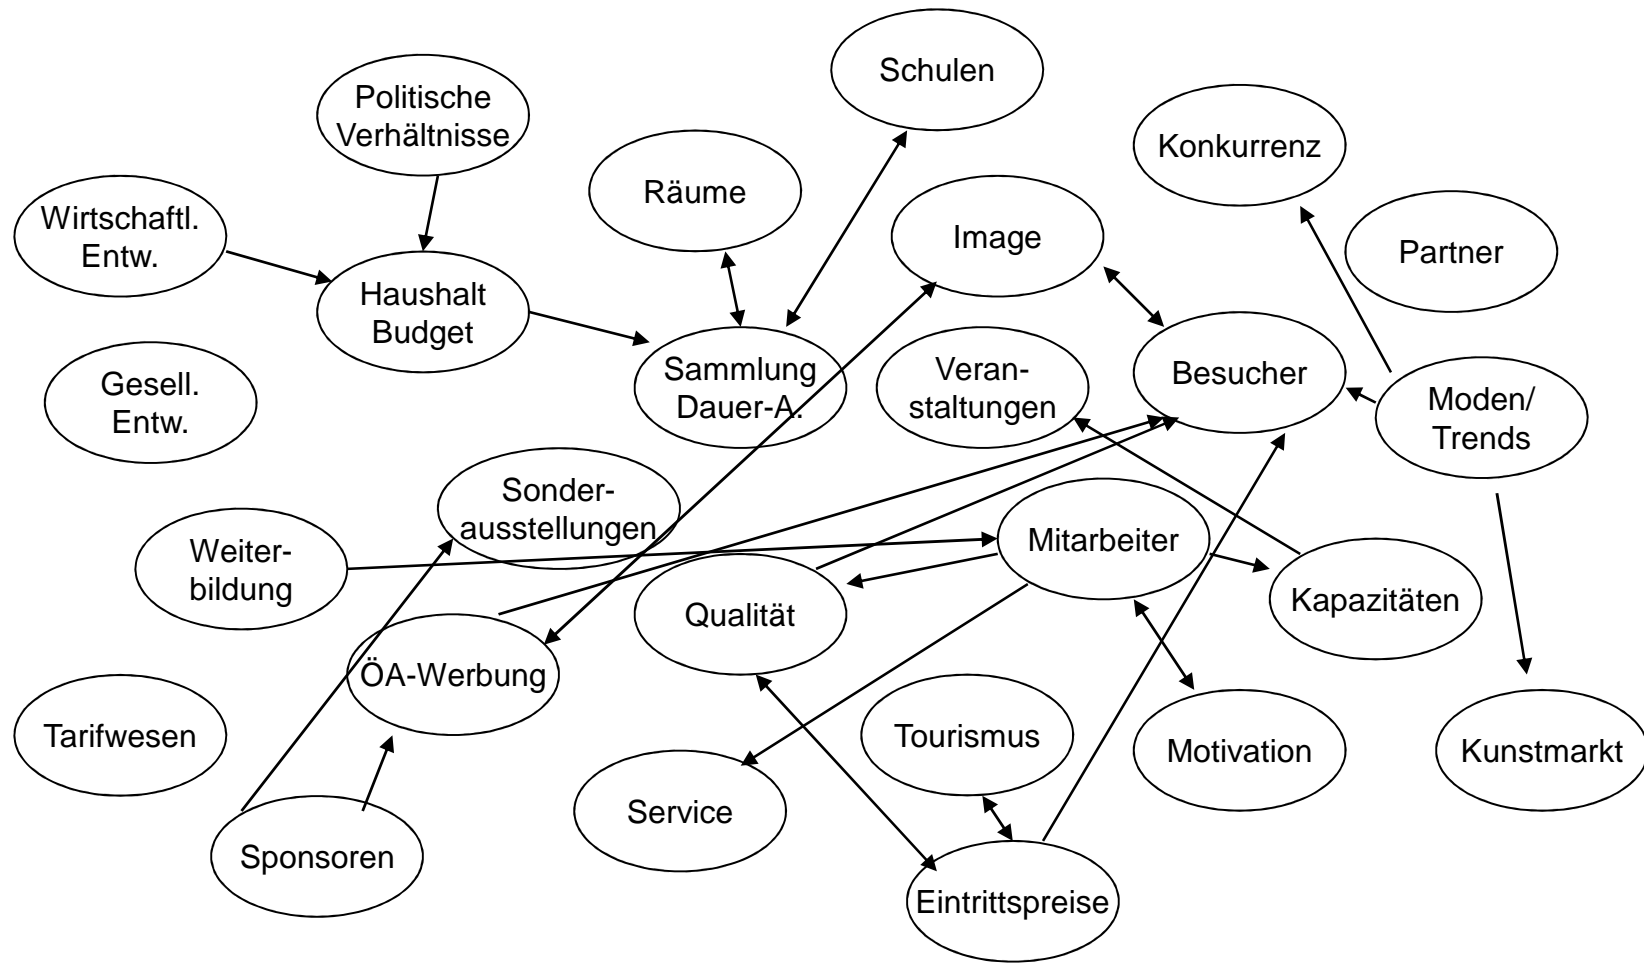 Schulen
Politische
Verhältnisse
Konkurrenz
Räume
Wirtschaftl.
Entw.
Image
Partner
Haushalt
Budget
Sammlung
Dauer-A.
Veran-
staltungen
Besucher
Gesell.
Entw.
Moden/
Trends
Sonder-
ausstellungen
Weiter-
bildung
Mitarbeiter
Kapazitäten
Qualität
ÖA-Werbung
Tarifwesen
Tourismus
Motivation
Kunstmarkt
Service
Sponsoren
Eintrittspreise